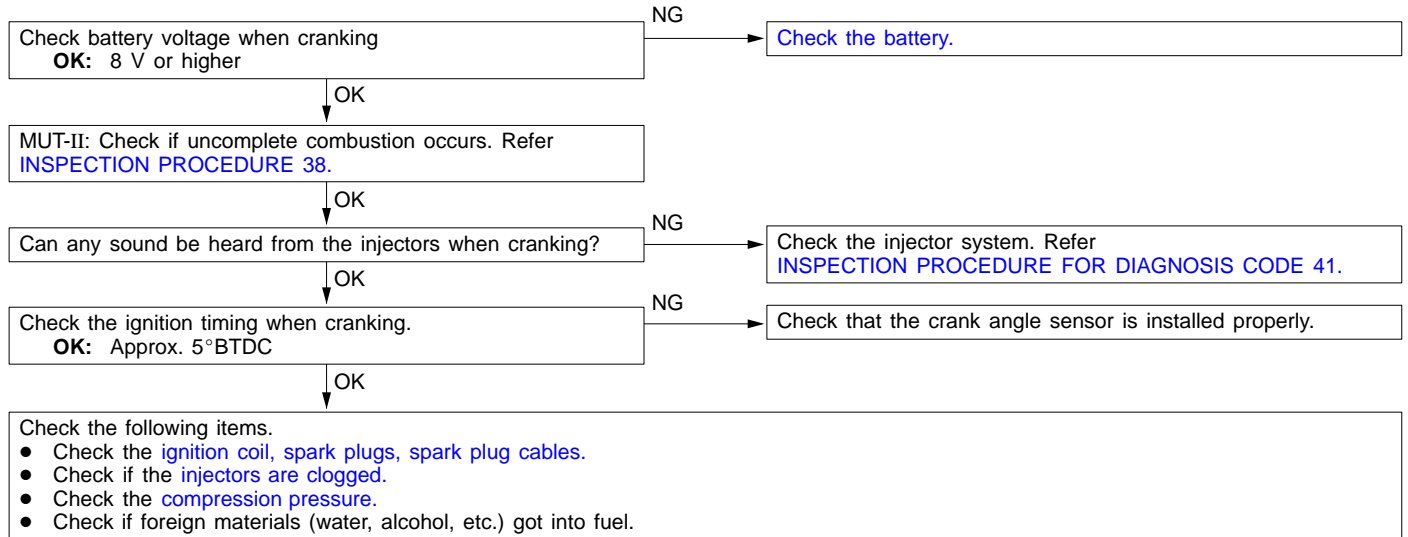 Check battery voltage when cranking
OK: 8 V or higher
NG
Check the battery.
OK
MUT-II: Check if uncomplete combustion occurs. Refer
INSPECTION PROCEDURE 38.
OK
Can any sound be heard from the injectors when cranking?
NG
Check the injector system. Refer
INSPECTION PROCEDURE FOR DIAGNOSIS CODE 41.
OK
Check the ignition timing when cranking.
OK: Approx. 5°BTDC
NG
Check that the crank angle sensor is installed properly.
OK
Check the following items.
● Check the ignition coil, spark plugs, spark plug cables.
● Check if the injectors are clogged.
● Check the compression pressure.
● Check if foreign materials (water, alcohol, etc.) got into fuel.